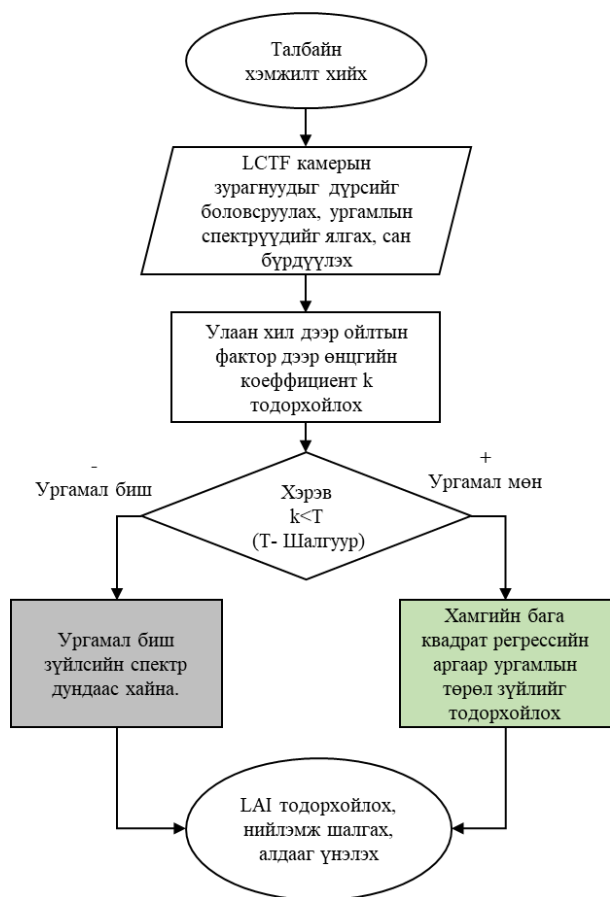 Талбайн
хэмжилт хийх
LCTF камерын
зурагнуудыг дүрсийг
боловсруулах, ургамлын
спектрүүдийг ялгах, сан
бүрдүүлэх
Улаан хил дээр ойлтын
фактор дээр өнцгийн
коеффициент k
тодорхойлох
-
Ургамал биш
+
Ургамал мөн
Хэрэв
k<T
(T- Шалгуур)
Ургамал биш
зүйлсийн спектр
дундаас хайна.
Хамгийн бага
квадрат регрессийн
аргаар ургамлын
төрөл зүйлийг
тодорхойлох
LAI тодорхойлох,
нийлэмж шалгах,
алдааг үнэлэх